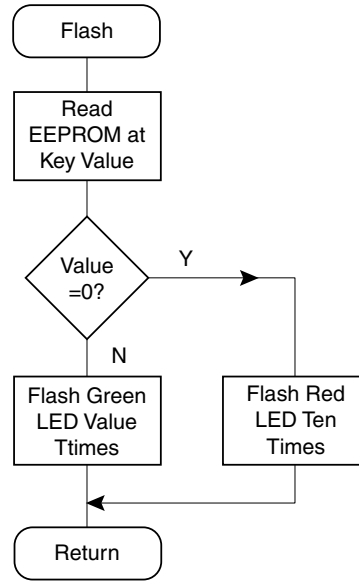 Flash
Read
EEPROM at
Key Value
Value
=0?
Y
N
Flash Green
LED Value
Ttimes
Flash Red
LED Ten
Times
Return